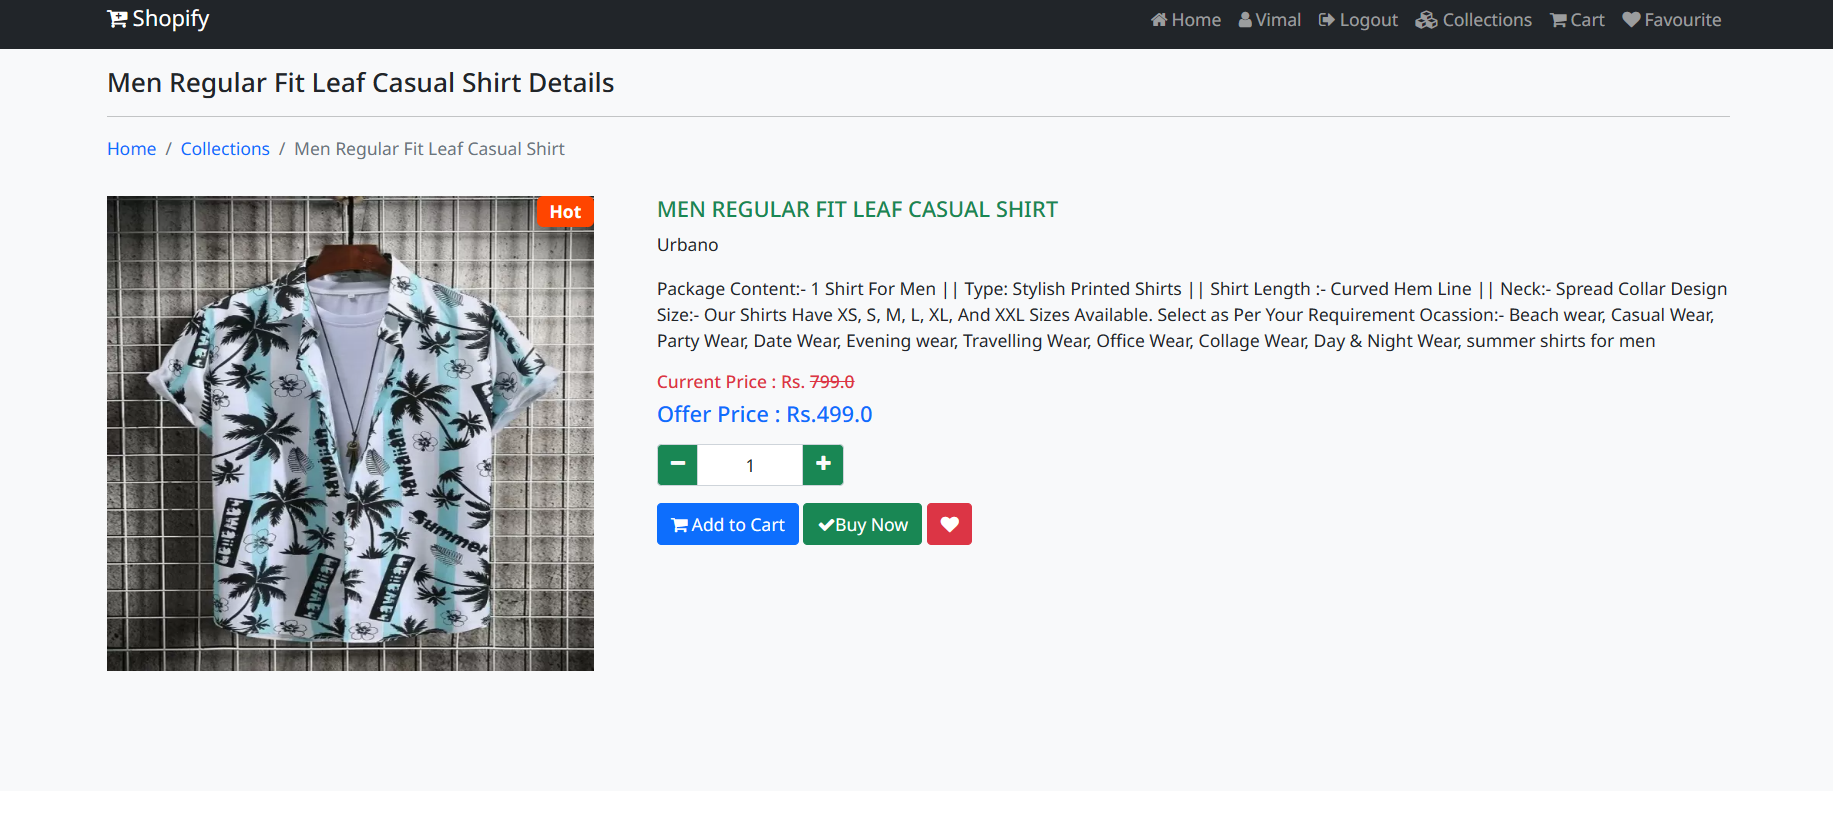 Shopify
Home Vimal Logout Collections Cart Favourite
Men Regular Fit Leaf Casual Shirt Details
Home / Collections / Men Regular Fit Leaf Casual Shirt
Hot
Summer
MEN REGULAR FIT LEAF CASUAL SHIRT
Urbano
Package Content:- 1 Shirt For Men || Type: Stylish Printed Shirts || Shirt Length :- Curved Hem Line || Neck:- Spread Collar Design
Size:- Our Shirts Have XS, S, M, L, XL, And XXL Sizes Available. Select as Per Your Requirement Ocassion:- Beach wear, Casual Wear,
Party Wear, Date Wear, Evening wear, Travelling Wear, Office Wear, Collage Wear, Day & Night Wear, summer shirts for men
Current Price : Rs. 799.0
Offer Price : Rs.499.0
1
Add to Cart
Buy Now